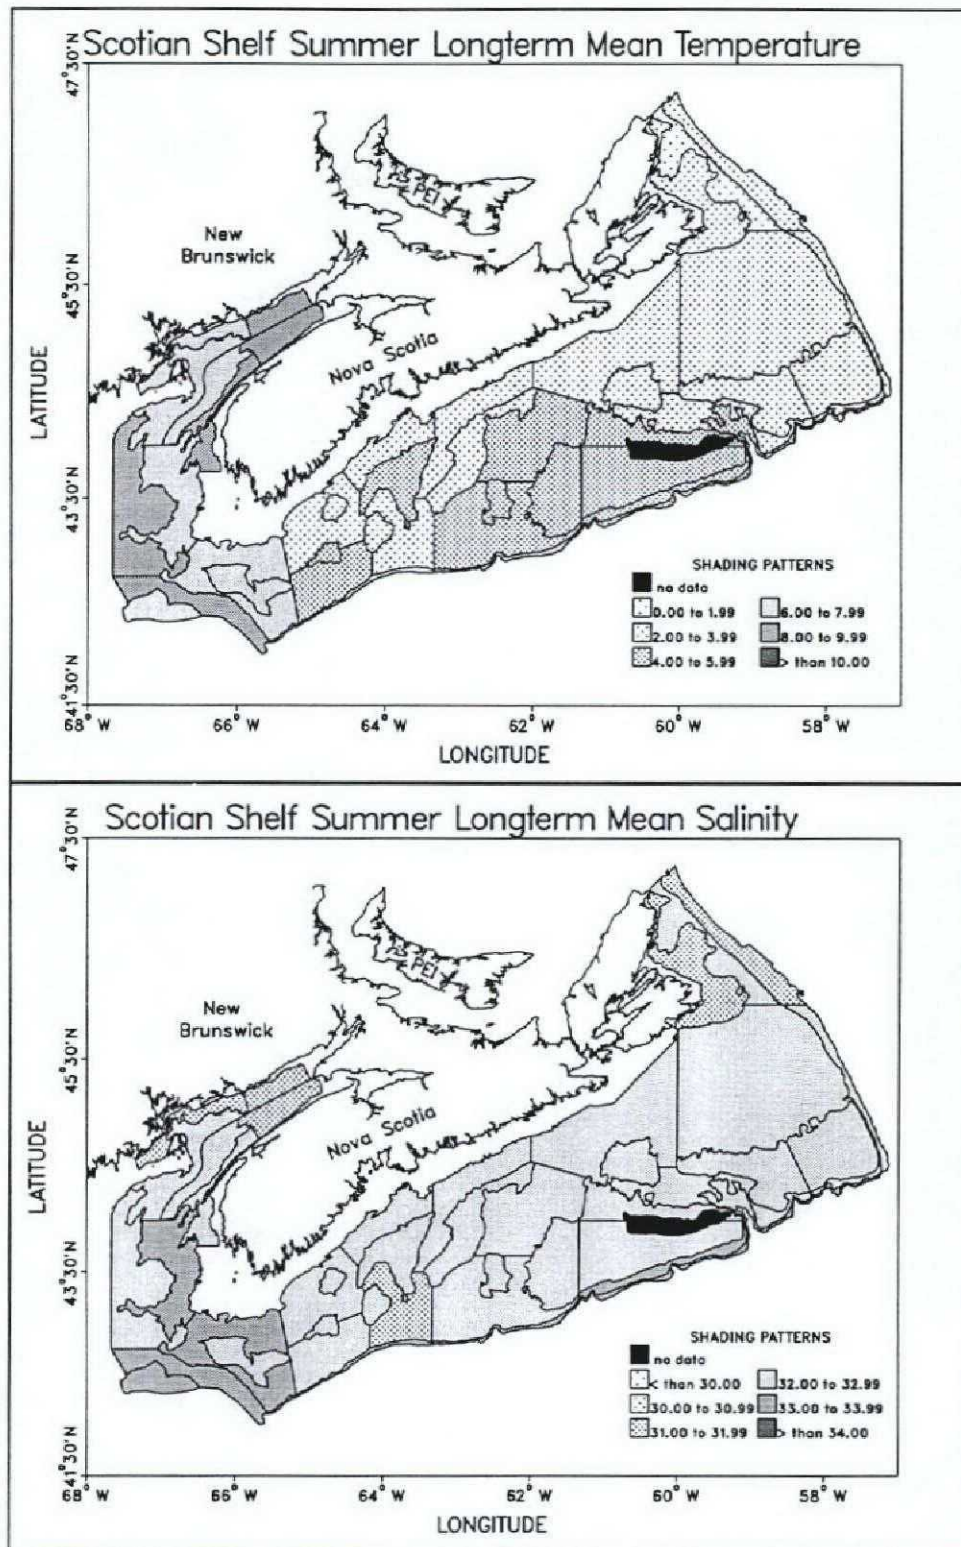 Scotian Shelf Summer Longterm Mean Temperature
47°30'N
45°30'N
43°30'N
41°30'N
LATITUDE
New
Brunswick
PEI
Nova Scotia
SHADING PATTERNS
no data
0.00 to 1.99
6.00 to 7.99
2.00 to 3.99
8.00 to 9.99
4.00 to 5.99
> than 10.00
68° W
66° W
64° W
62° W
60° W
58° W
LONGITUDE
Scotian Shelf Summer Longterm Mean Salinity
47°30'N
45°30'N
43°30'N
41°30'N
LATITUDE
New
Brunswick
PEI
Nova Scotia
SHADING PATTERNS
no data
< than 30.00
32.00 to 32.99
30.00 to 30.99
33.00 to 33.99
31.00 to 31.99
> than 34.00
68° W
66° W
64° W
62° W
60° W
58° W
LONGITUDE